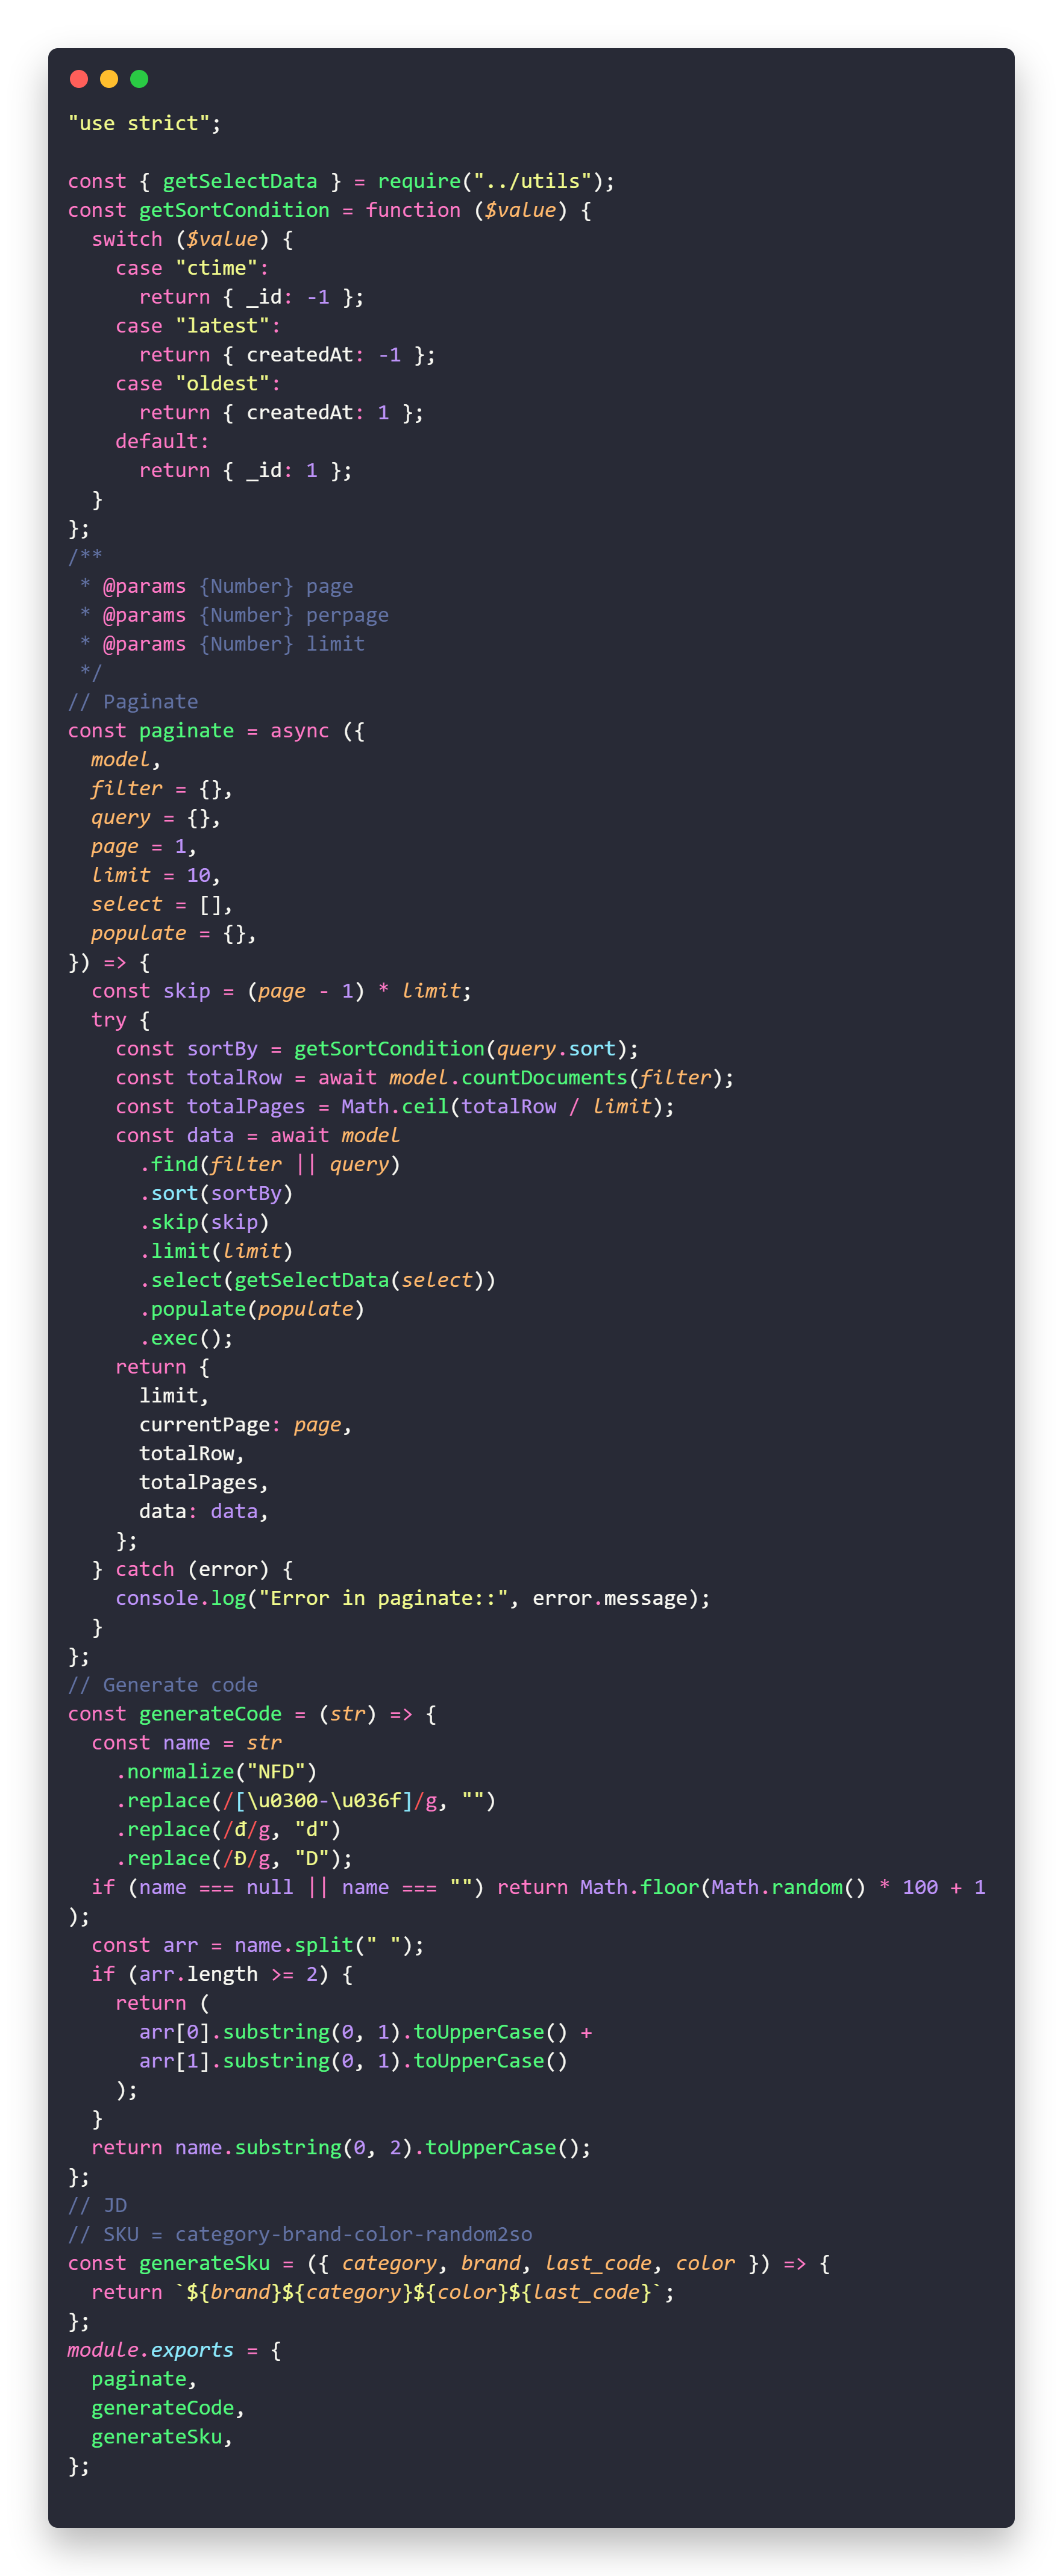 "use strict";

const { getSelectData } = require("../utils");
const getSortCondition = function ($value) {
  switch ($value) {
    case "ctime":
      return { _id: -1 };
    case "latest":
      return { createdAt: -1 };
    case "oldest":
      return { createdAt: 1 };
    default:
      return { _id: 1 };
  }
};
/**
 * @params {Number} page
 * @params {Number} perpage
 * @params {Number} limit
 */
// Paginate
const paginate = async ({
  model,
  filter = {},
  query = {},
  page = 1,
  limit = 10,
  select = [],
  populate = {},
}) => {
  const skip = (page - 1) * limit;
  try {
    const sortBy = getSortCondition(query.sort);
    const totalRow = await model.countDocuments(filter);
    const totalPages = Math.ceil(totalRow / limit);
    const data = await model
      .find(filter || query)
      .sort(sortBy)
      .skip(skip)
      .limit(limit)
      .select(getSelectData(select))
      .populate(populate)
      .exec();
    return {
      limit,
      currentPage: page,
      totalRow,
      totalPages,
      data: data,
    };
  } catch (error) {
    console.log("Error in paginate::", error.message);
  }
};
// Generate code
const generateCode = (str) => {
  const name = str
    .normalize("NFD")
    .replace(/[\u0300-\u036f]/g, "")
    .replace(/đ/g, "d")
    .replace(/Đ/g, "D");
  if (name === null || name === "") return Math.floor(Math.random() * 100 + 1
);
  const arr = name.split(" ");
  if (arr.length >= 2) {
    return (
      arr[0].substring(0, 1).toUpperCase() +
      arr[1].substring(0, 1).toUpperCase()
    );
  }
  return name.substring(0, 2).toUpperCase();
};
// JD
// SKU = category-brand-color-random2so
const generateSku = ({ category, brand, last_code, color }) => {
  return `${brand}${category}${color}${last_code}`;
};
module.exports = {
  paginate,
  generateCode,
  generateSku,
};